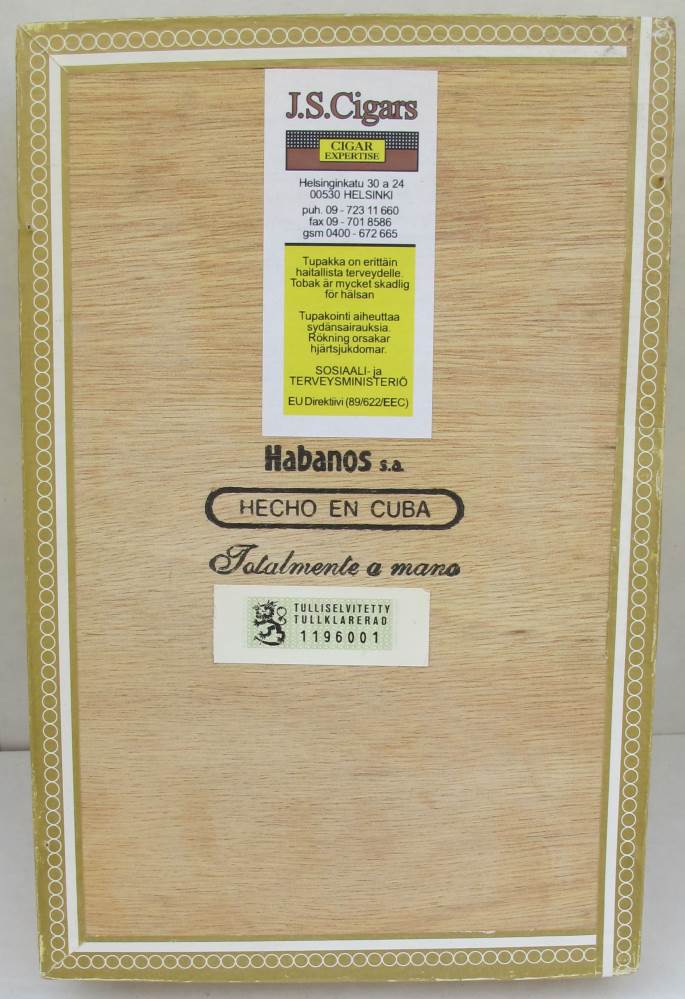 J.S.Cigars
CIGAR
EXPERTISE
Helsinginkatu 30 a 24
00530 HELSINKI
puh. 09 - 723 11 660
fax 09 - 701 8586
gsm 0400 - 672 665
Tupakka on erittäin
haitallista terveydelle.
Tobak är mycket skadlig
för hälsan
Tupakointi aiheuttaa
sydänsairauksia.
Rökning orsakar
hjärtsjukdomar.
SOSIAALI- ja
TERVEYSMINISTERIÖ
EU Direktiivi (89/622/EEC)
Habanos s.a.
HECHO EN CUBA
Totalmente a mano
TULLISELVITETTY
TULLKLARERAD
1196001